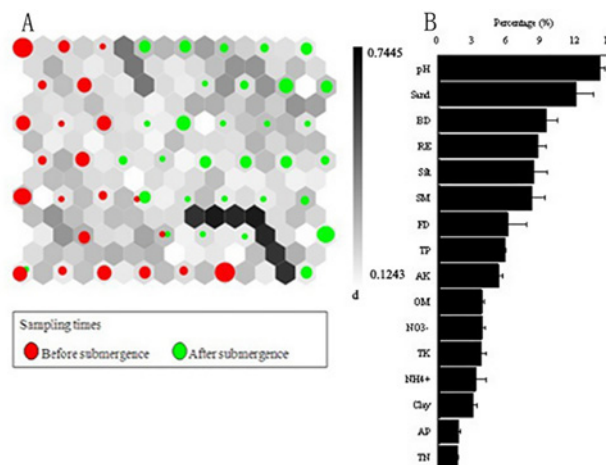 A
0.7445
0.1243
d
Sampling times
Before submergence
After submergence
B
Percentage (%)
0 3 6 9 12 15
pH
Sand
BD
RE
Silt
SM
FD
TP
AK
OM
NO3-
TK
NH4+
Clay
AP
TN